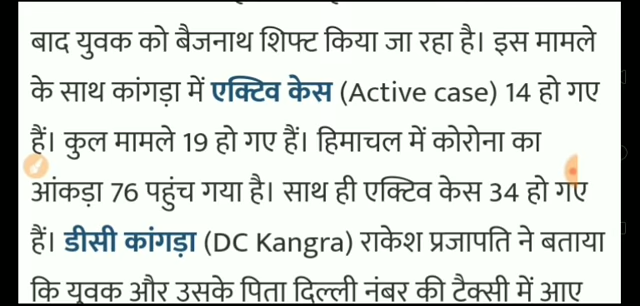 बाद युवक को बैजनाथ शिफ्ट किया जा रहा है। इस मामले
के साथ कांगड़ा में एक्टिव केस (Active case) 14 हो गए
हैं। कुल मामले 19 हो गए हैं। हिमाचल में कोरोना का
आंकड़ा 76 पहुंच गया है। साथ ही एक्टिव केस 34 हो गए
हैं। डीसी कांगड़ा (DC Kangra) राकेश प्रजापति ने बताया
कि युवक और उसके पिता दिल्ली नंबर की टैक्सी में आए